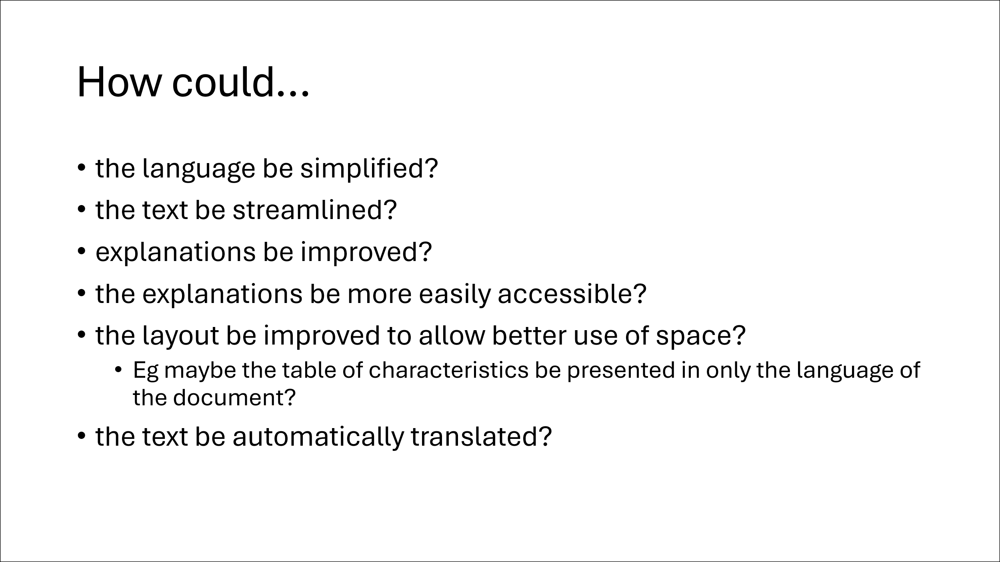 How could…
• the language be simplified?
• the text be streamlined?
• explanations be improved?
• the explanations be more easily accessible?
• the layout be improved to allow better use of space?
• Eg maybe the table of characteristics be presented in only the language of
the document?
• the text be automatically translated?